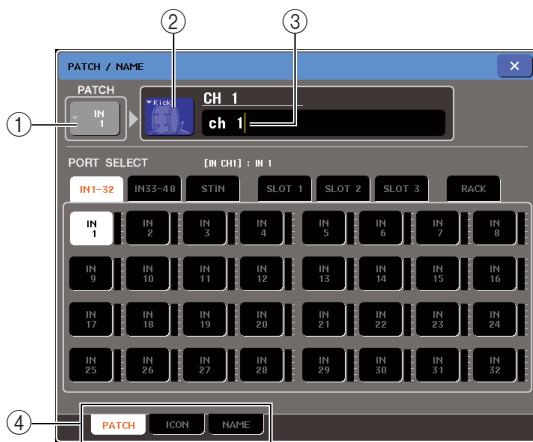 ② ③
PATCH / NAME ×
PATCH
① IN 1
Kick
CH 1
ch 1
PORT SELECT [IN CH1] : IN 1
IN1-32 IN33-48 STIN SLOT 1 SLOT 2 SLOT 3 RACK
IN 1 IN 2 IN 3 IN 4 IN 5 IN 6 IN 7 IN 8
IN 9 IN 10 IN 11 IN 12 IN 13 IN 14 IN 15 IN 16
IN 17 IN 18 IN 19 IN 20 IN 21 IN 22 IN 23 IN 24
IN 25 IN 26 IN 27 IN 28 IN 29 IN 30 IN 31 IN 32
④ PATCH ICON NAME